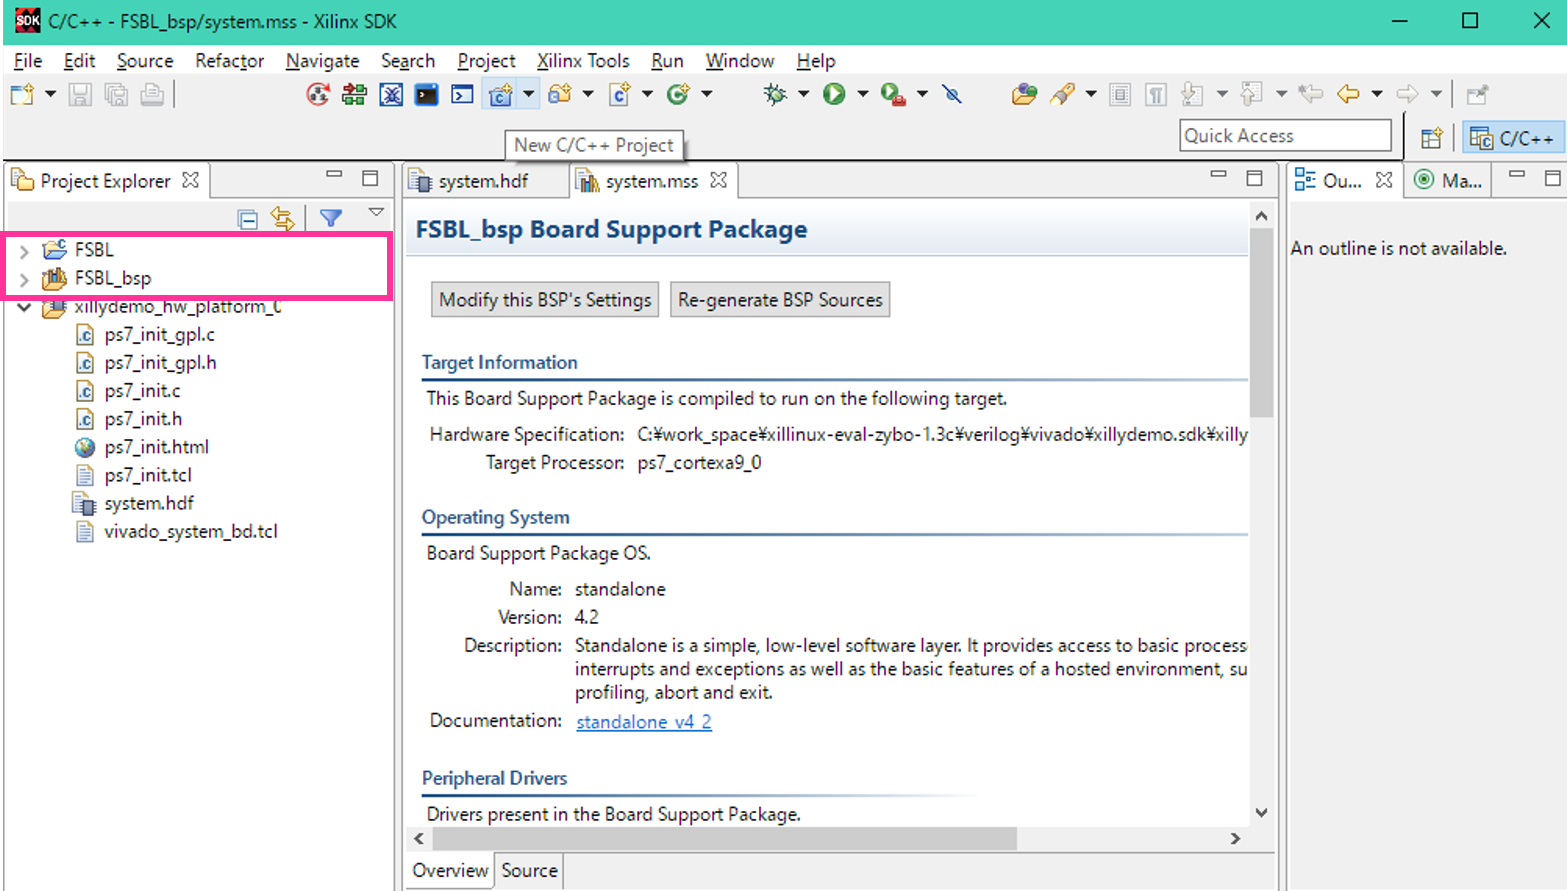 SDK C/C++ - FSBL_bsp/system.mss - Xilinx SDK
File Edit Source Refactor Navigate Search Project Xilinx Tools Run Window Help
New C/C++ Project
Quick Access
C/C++
Project Explorer
FSBL
FSBL_bsp
xillydemo_hw_platform_0
ps7_init_gpl.c
ps7_init_gpl.h
ps7_init.c
ps7_init.h
ps7_init.html
ps7_init.tcl
system.hdf
vivado_system_bd.tcl
system.hdf system.mss
FSBL_bsp Board Support Package
Modify this BSP's Settings Re-generate BSP Sources
Target Information
This Board Support Package is compiled to run on the following target.
Hardware Specification: C:¥work_space¥xillinux-eval-zybo-1.3c¥verilog¥vivado¥xillydemo.sdk¥xilly
Target Processor: ps7_cortexa9_0
Operating System
Board Support Package OS.
Name: standalone
Version: 4.2
Description: Standalone is a simple, low-level software layer. It provides access to basic process
interrupts and exceptions as well as the basic features of a hosted environment, su
profiling, abort and exit.
Documentation: standalone_v4_2
Peripheral Drivers
Drivers present in the Board Support Package.
Overview Source
Ou... Ma...
An outline is not available.